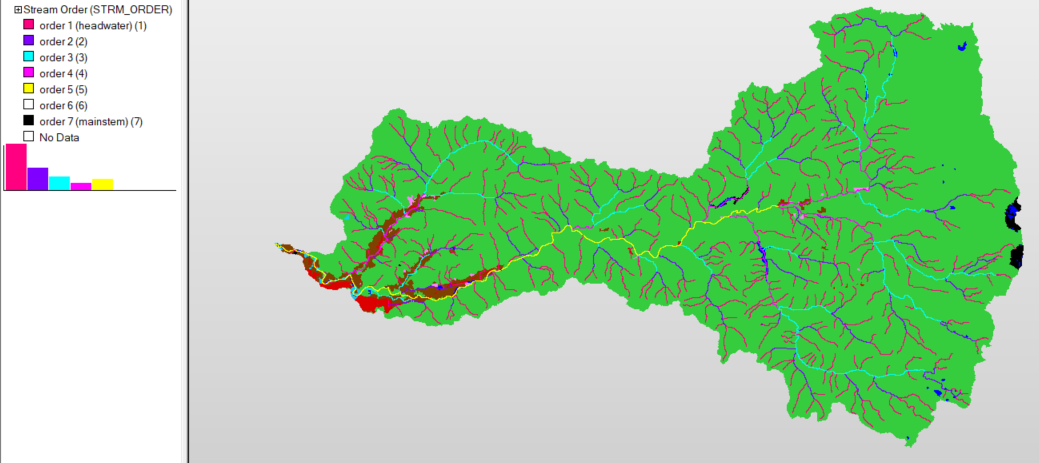 Stream Order (STRM_ORDER)
order 1 (headwater) (1)
order 2 (2)
order 3 (3)
order 4 (4)
order 5 (5)
order 6 (6)
order 7 (mainstem) (7)
No Data